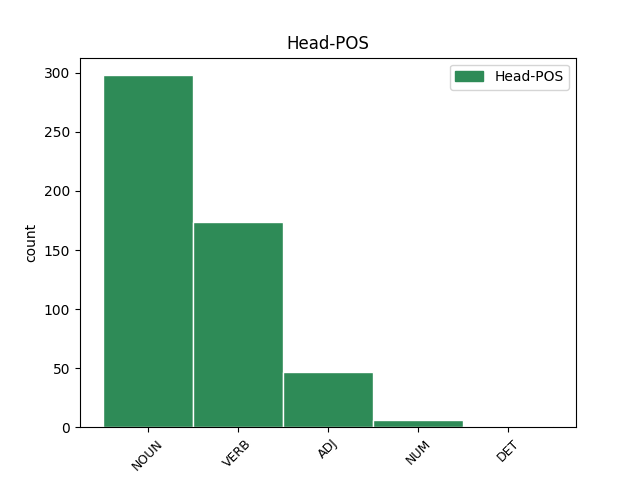 Head-POS
Head-POS
300
250
200
150
100
50
0
count
NOUN
VERB
ADJ
NUM
DET